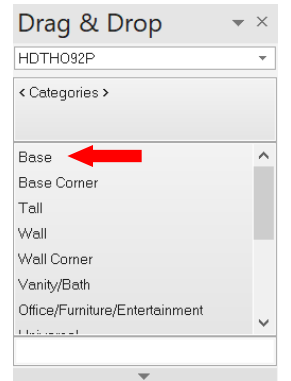 Drag & Drop
HDTHO92P
< Categories >
Base
Base Corner
Tall
Wall
Wall Corner
Vanity/Bath
Office/Furniture/Entertainment